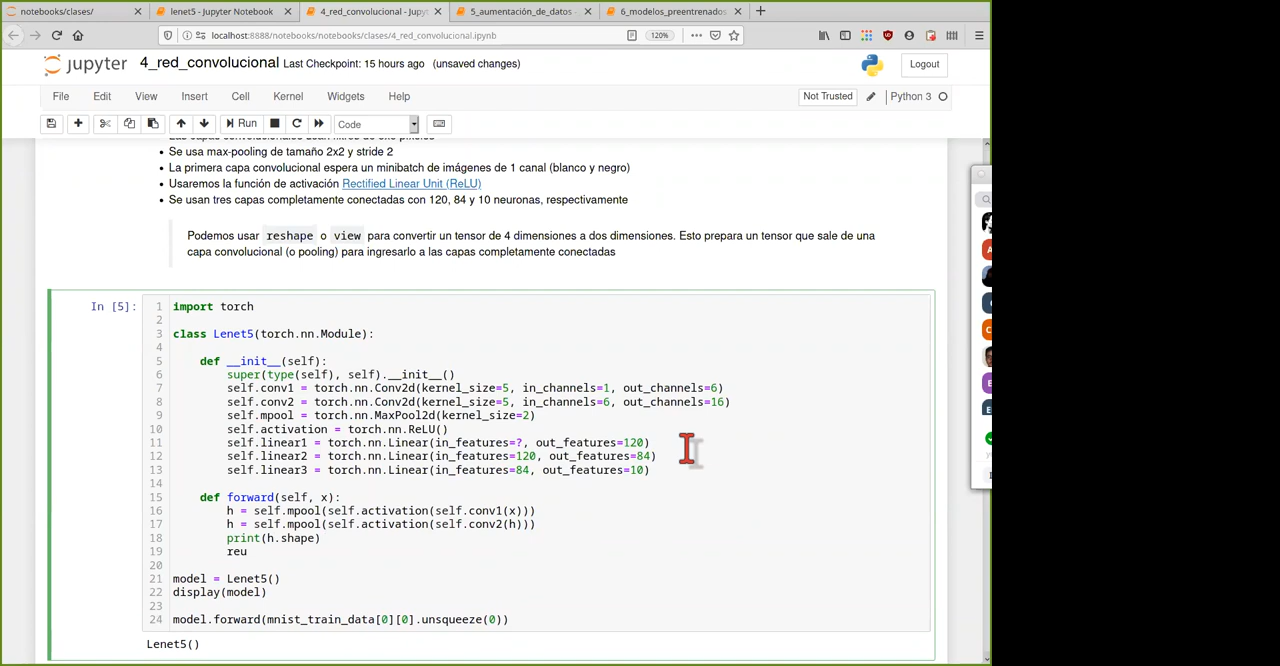 notebooks/clases/
lenet5 - Jupyter Notebook
4_red_convolucional - Jup
5_aumentación_de_datos -
6_modelos_preentrenados
localhost:8888/notebooks/notebooks/clases/4_red_convolucional.ipynb
120%
jupyter 4_red_convolucional Last Checkpoint: 15 hours ago (unsaved changes)
Logout
File Edit View Insert Cell Kernel Widgets Help
Not Trusted
Python 3
Run
Code
Se usa max-pooling de tamaño 2x2 y stride 2
La primera capa convolucional espera un minibatch de imágenes de 1 canal (blanco y negro)
Usaremos la función de activación Rectified Linear Unit (ReLU)
Se usan tres capas completamente conectadas con 120, 84 y 10 neuronas, respectivamente
Podemos usar reshape o view para convertir un tensor de 4 dimensiones a dos dimensiones. Esto prepara un tensor que sale de una
capa convolucional (o pooling) para ingresarlo a las capas completamente conectadas
In [5]:
1 import torch
2
3 class Lenet5(torch.nn.Module):
4
5     def __init__(self):
6         super(type(self), self).__init__()
7         self.conv1 = torch.nn.Conv2d(kernel_size=5, in_channels=1, out_channels=6)
8         self.conv2 = torch.nn.Conv2d(kernel_size=5, in_channels=6, out_channels=16)
9         self.mpool = torch.nn.MaxPool2d(kernel_size=2)
10         self.activation = torch.nn.ReLU()
11         self.linear1 = torch.nn.Linear(in_features=?, out_features=120)
12         self.linear2 = torch.nn.Linear(in_features=120, out_features=84)
13         self.linear3 = torch.nn.Linear(in_features=84, out_features=10)
14
15     def forward(self, x):
16         h = self.mpool(self.activation(self.conv1(x)))
17         h = self.mpool(self.activation(self.conv2(h)))
18         print(h.shape)
19         reu
20
21 model = Lenet5()
22 display(model)
23
24 model.forward(mnist_train_data[0][0].unsqueeze(0))
Lenet5()